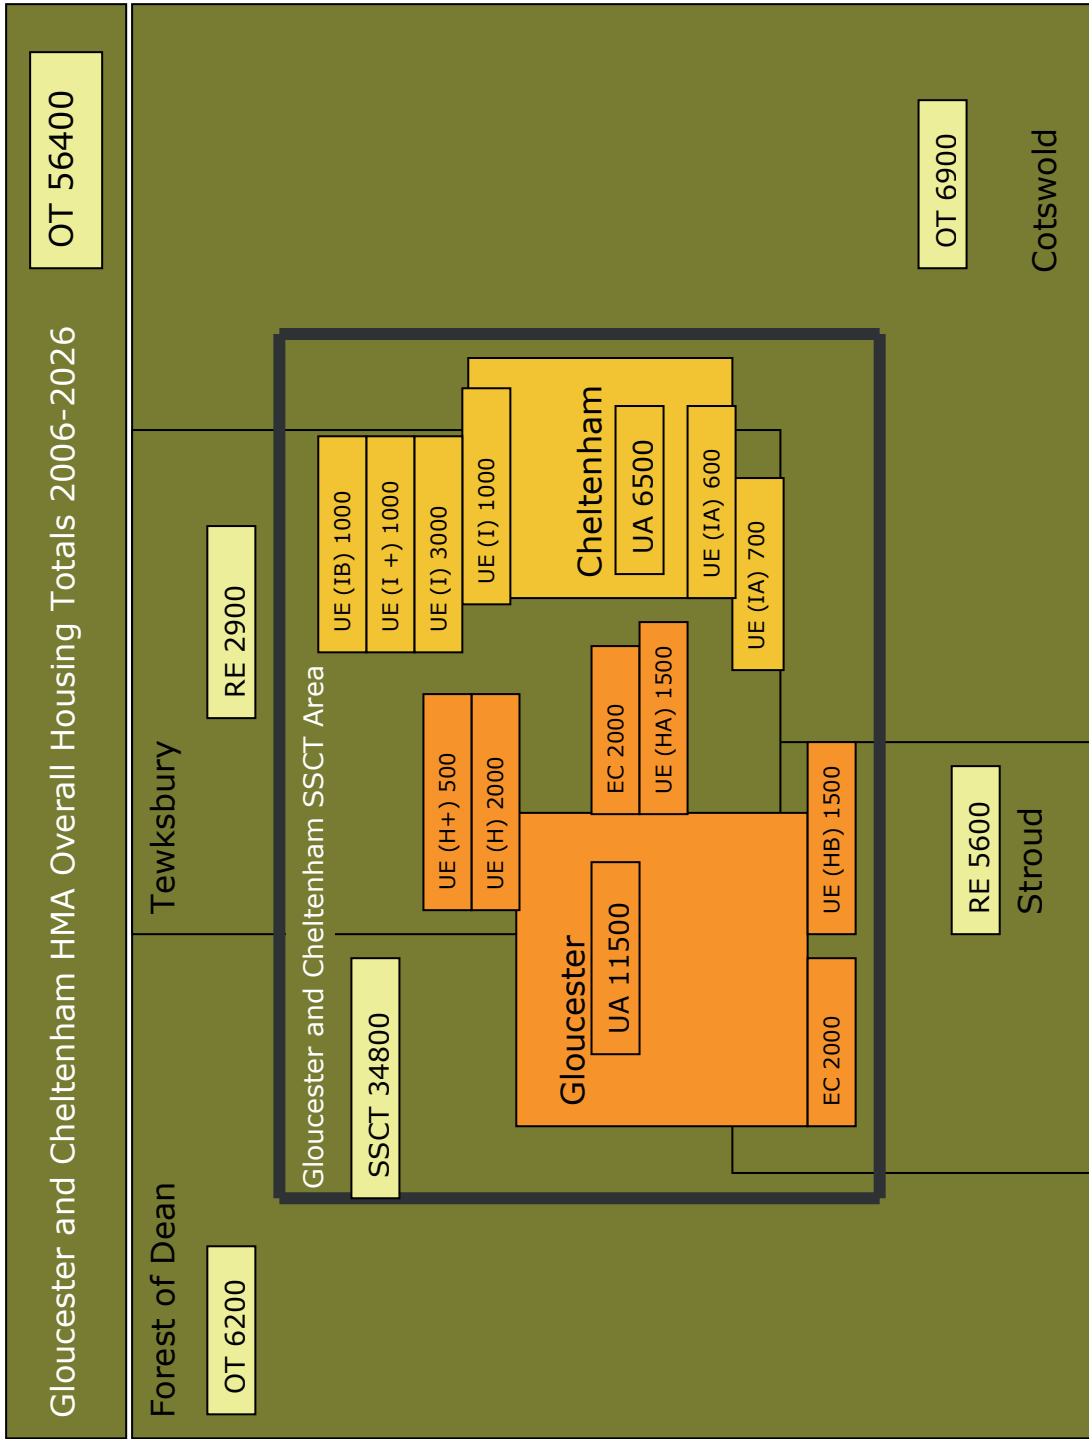 Gloucester and Cheltenham HMA Overall Housing Totals 2006-2026
OT 56400
Forest of Dean
OT 6200
Tewksbury
RE 2900
Gloucester and Cheltenham SSCT Area
SSCT 34800
UE (H+) 500
UE (H) 2000
UE (IB) 1000
UE (I +) 1000
UE (I) 3000
UE (I) 1000
Gloucester
UA 11500
EC 2000
UE (HA) 1500
Cheltenham
UA 6500
UE (IA) 600
UE (IA) 700
EC 2000
UE (HB) 1500
RE 5600
Stroud
OT 6900
Cotswold